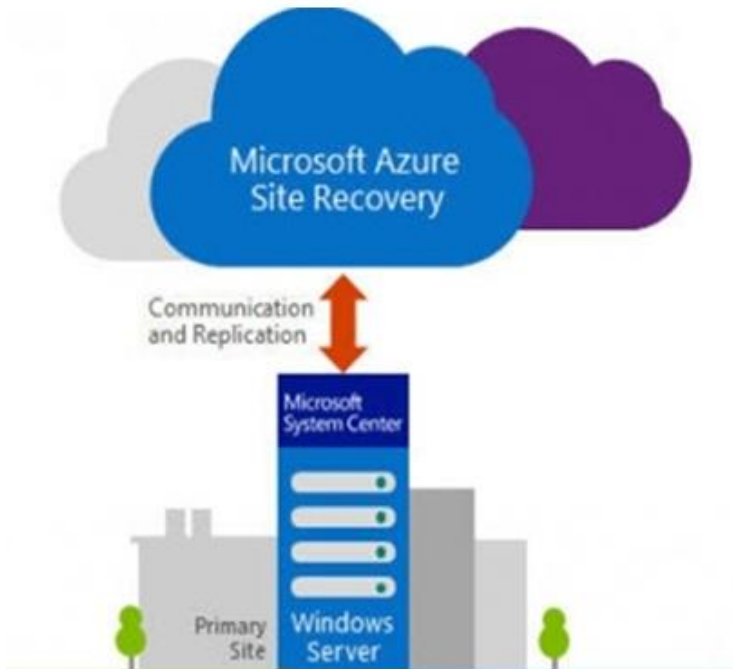 Microsoft Azure
Site Recovery
Communication
and Replication
Microsoft
System Center
Primary
Site
Windows
Server